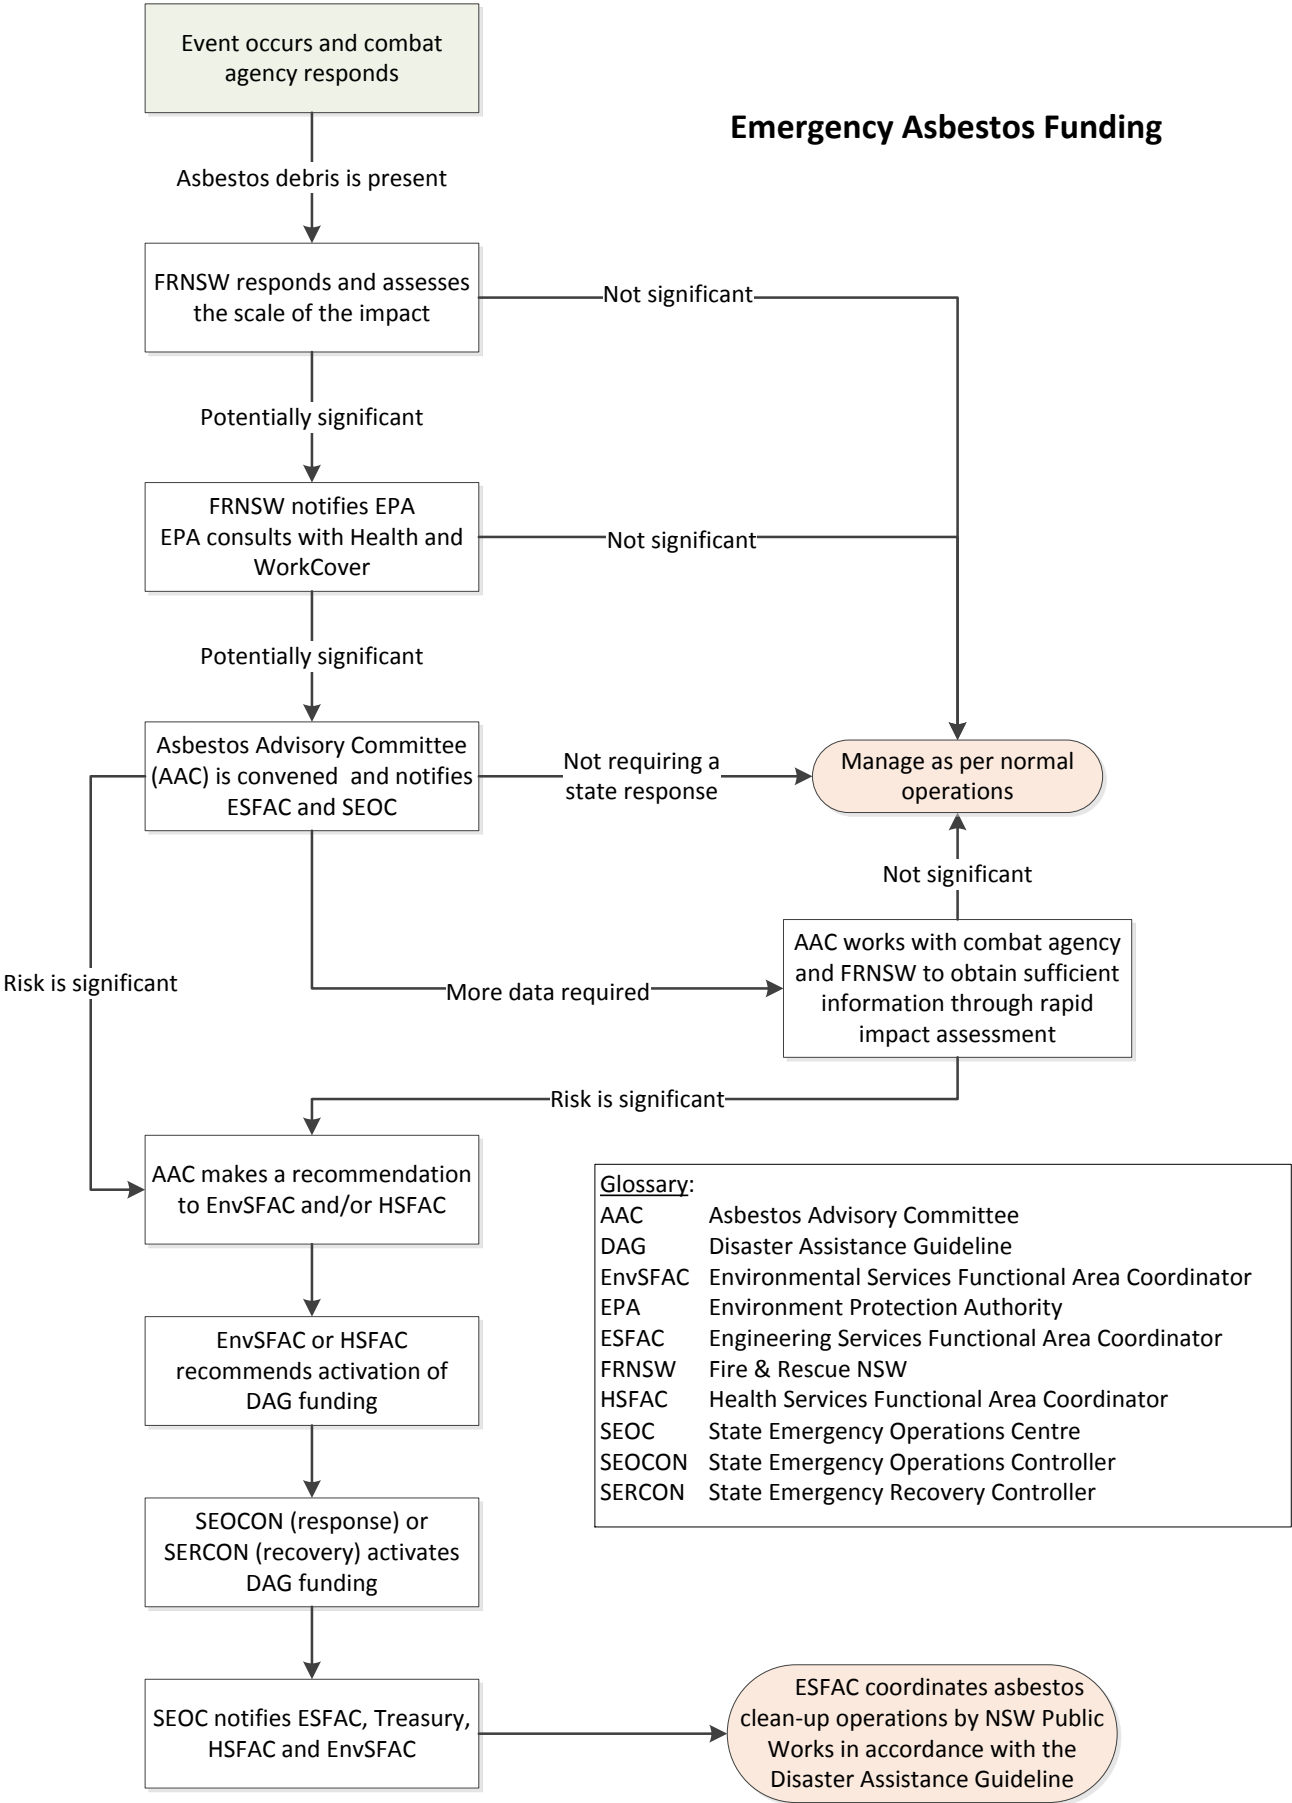 Event occurs and combat
agency responds
Emergency Asbestos Funding
Asbestos debris is present
FRNSW responds and assesses
the scale of the impact
Not significant
Potentially significant
FRNSW notifies EPA
EPA consults with Health and
WorkCover
Not significant
Potentially significant
Asbestos Advisory Committee
(AAC) is convened and notifies
ESFAC and SEOC
Not requiring a
state response
Manage as per normal
operations
Not significant
AAC works with combat agency
and FRNSW to obtain sufficient
information through rapid
impact assessment
Risk is significant
More data required
Risk is significant
AAC makes a recommendation
to EnvSFAC and/or HSFAC
Glossary:
AAC Asbestos Advisory Committee
DAG Disaster Assistance Guideline
EnvSFAC Environmental Services Functional Area Coordinator
EPA Environment Protection Authority
ESFAC Engineering Services Functional Area Coordinator
FRNSW Fire & Rescue NSW
HSFAC Health Services Functional Area Coordinator
SEOC State Emergency Operations Centre
SEOCON State Emergency Operations Controller
SERCON State Emergency Recovery Controller
EnvSFAC or HSFAC
recommends activation of
DAG funding
SEOCON (response) or
SERCON (recovery) activates
DAG funding
SEOC notifies ESFAC, Treasury,
HSFAC and EnvSFAC
ESFAC coordinates asbestos
clean-up operations by NSW Public
Works in accordance with the
Disaster Assistance Guideline